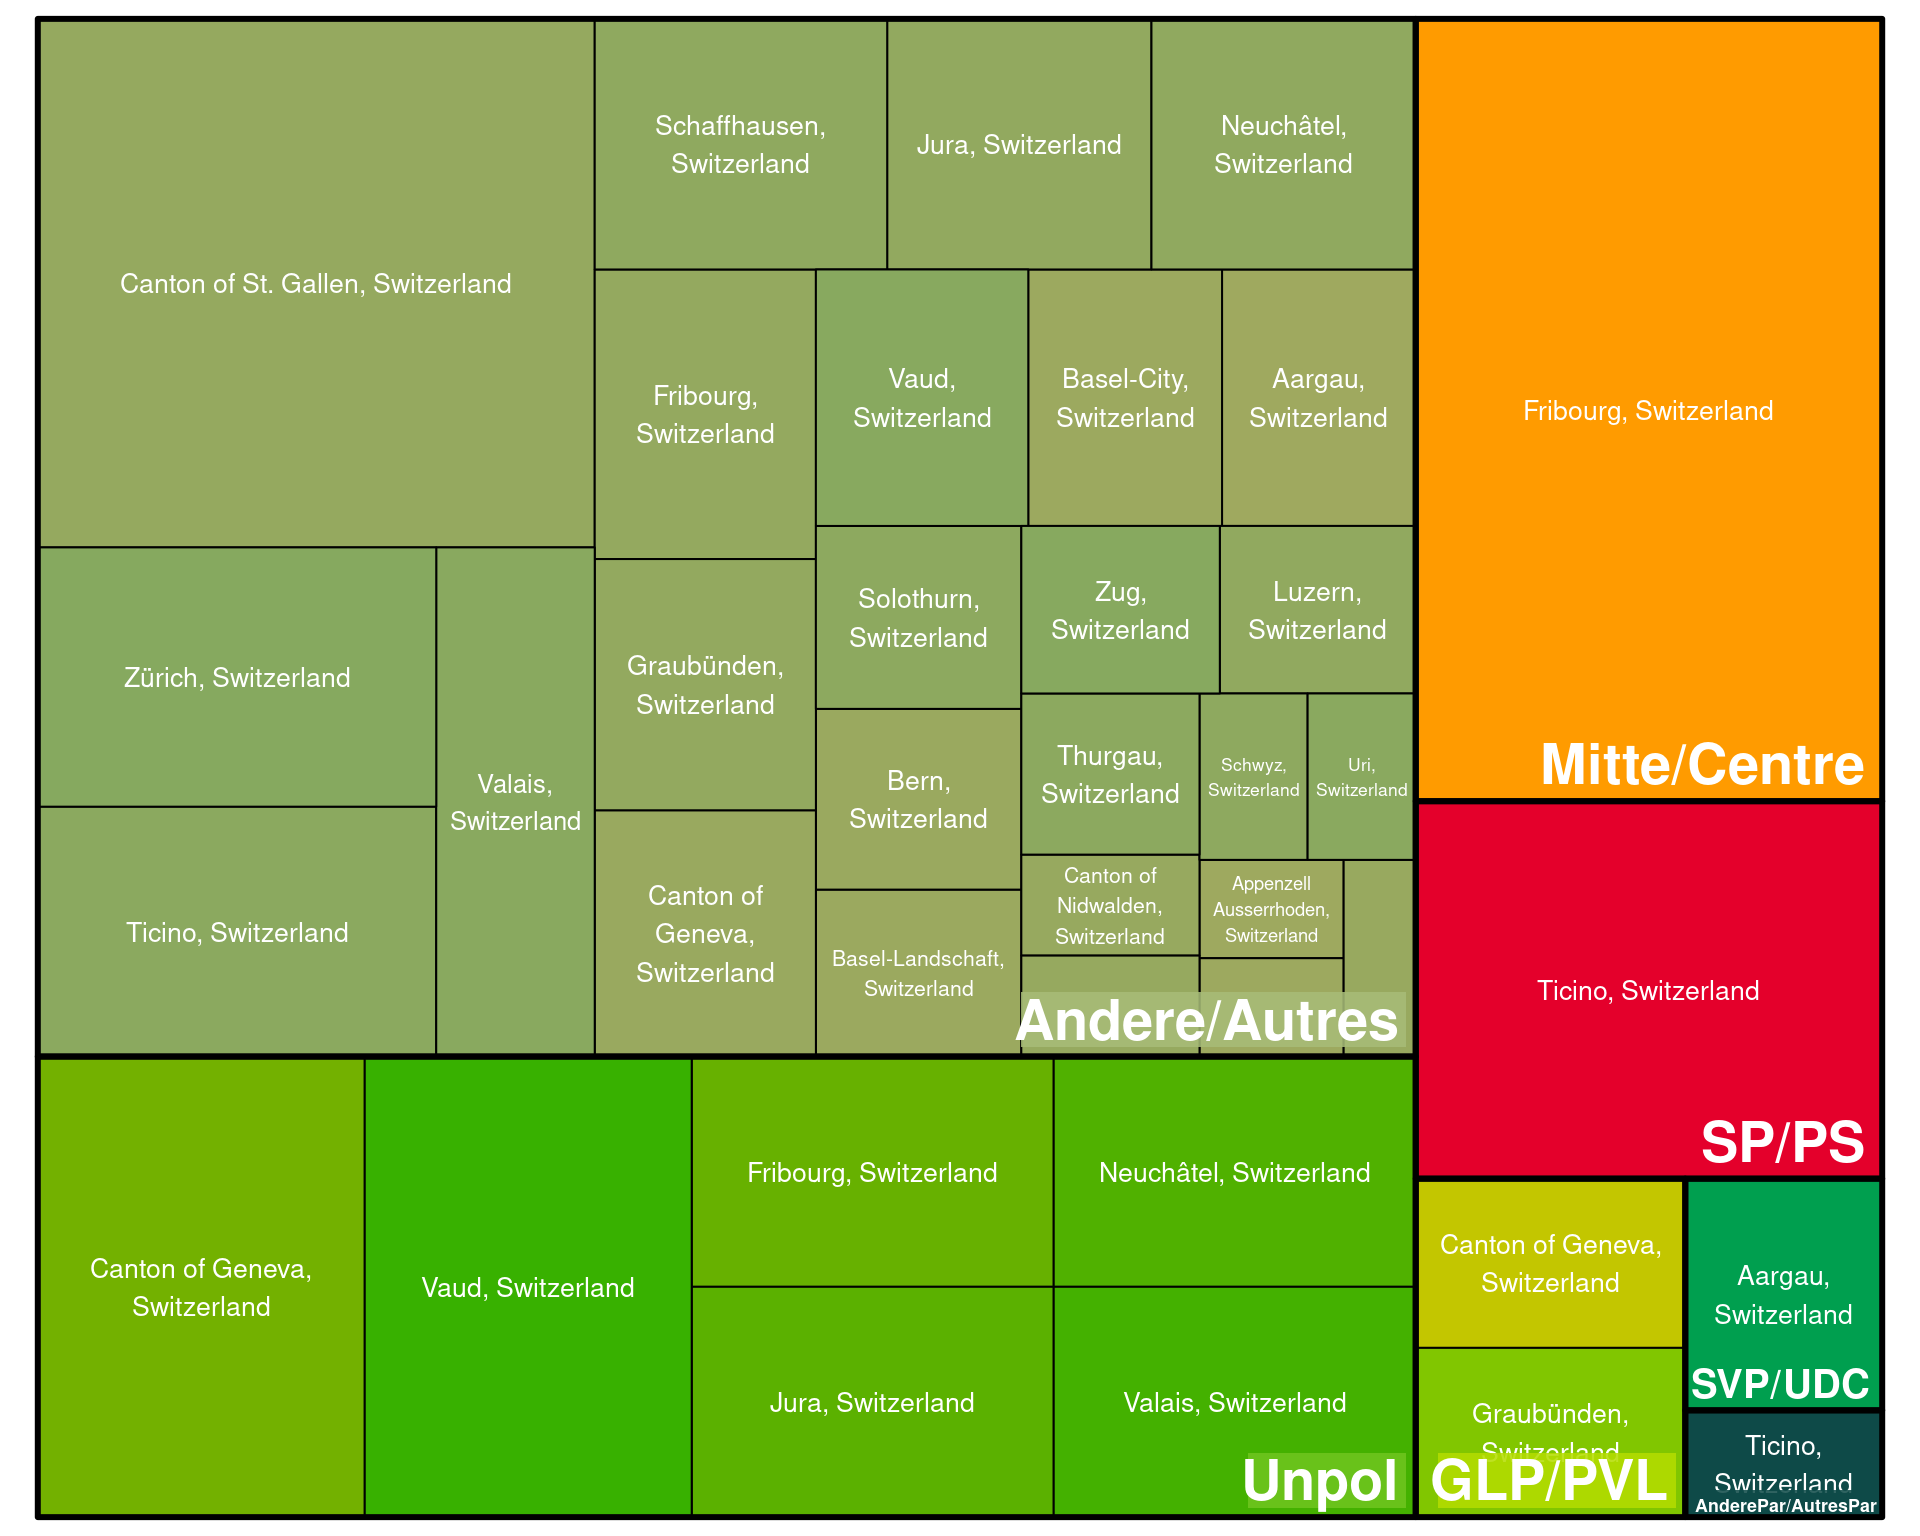 Canton of St. Gallen, Switzerland
Schaffhausen,
Switzerland
Jura, Switzerland
Neuchâtel,
Switzerland
Fribourg,
Switzerland
Vaud,
Switzerland
Basel-City,
Switzerland
Aargau,
Switzerland
Zürich, Switzerland
Valais,
Switzerland
Ticino, Switzerland
Graubünden,
Switzerland
Canton of
Geneva,
Switzerland
Solothurn,
Switzerland
Zug,
Switzerland
Luzern,
Switzerland
Bern,
Switzerland
Basel-Landschaft,
Switzerland
Thurgau,
Switzerland
Schwyz,
Switzerland
Uri,
Switzerland
Canton of
Nidwalden,
Switzerland
Appenzell
Ausserrhoden,
Switzerland
Andere/Autres
Canton of Geneva,
Switzerland
Vaud, Switzerland
Fribourg, Switzerland
Neuchâtel, Switzerland
Jura, Switzerland
Valais, Switzerland
Unpol
Fribourg, Switzerland
Mitte/Centre
Ticino, Switzerland
SP/PS
Canton of Geneva,
Switzerland
Graubünden,
Switzerland
GLP/PVL
Aargau,
Switzerland
SVP/UDC
Ticino,
Switzerland
AnderePar/AutresPar